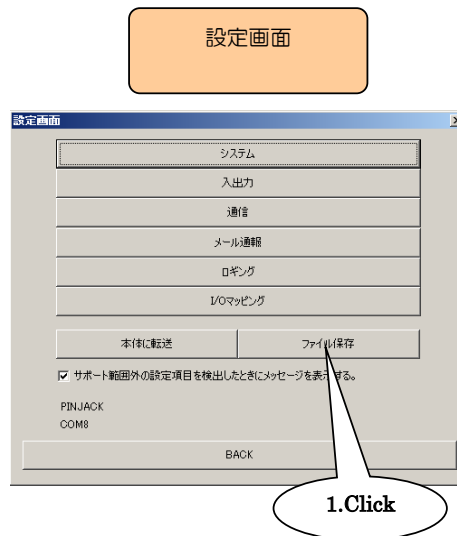 設定画面
設定画面
システム
入出力
通信
メール通報
ロギング
I/Oマッピング
本体に転送
ファイル保存
サポート範囲外の設定項目を検出したときにメッセージを表示する。
PINJACK
COM8
BACK
1.Click